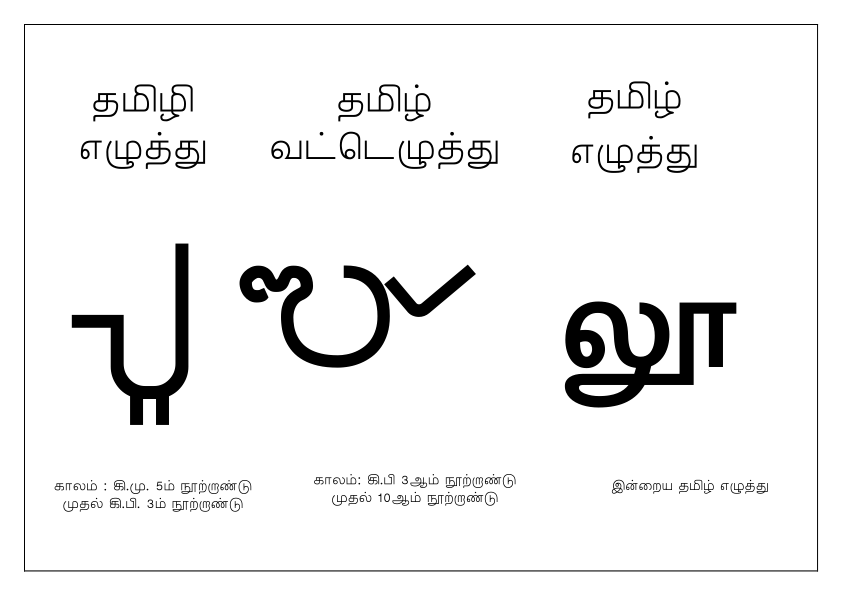 தமிழி
எழுத்து
தமிழ்
வட்டெழுத்து
தமிழ்
எழுத்து
𑀮𑀽
லூ
காலம் : கி.மு. 5ம் நூற்றாண்டு
முதல் கி.பி. 3ம் நூற்றாண்டு
காலம்: கி.பி 3ஆம் நூற்றாண்டு
முதல் 10ஆம் நூற்றாண்டு
இன்றைய தமிழ் எழுத்து